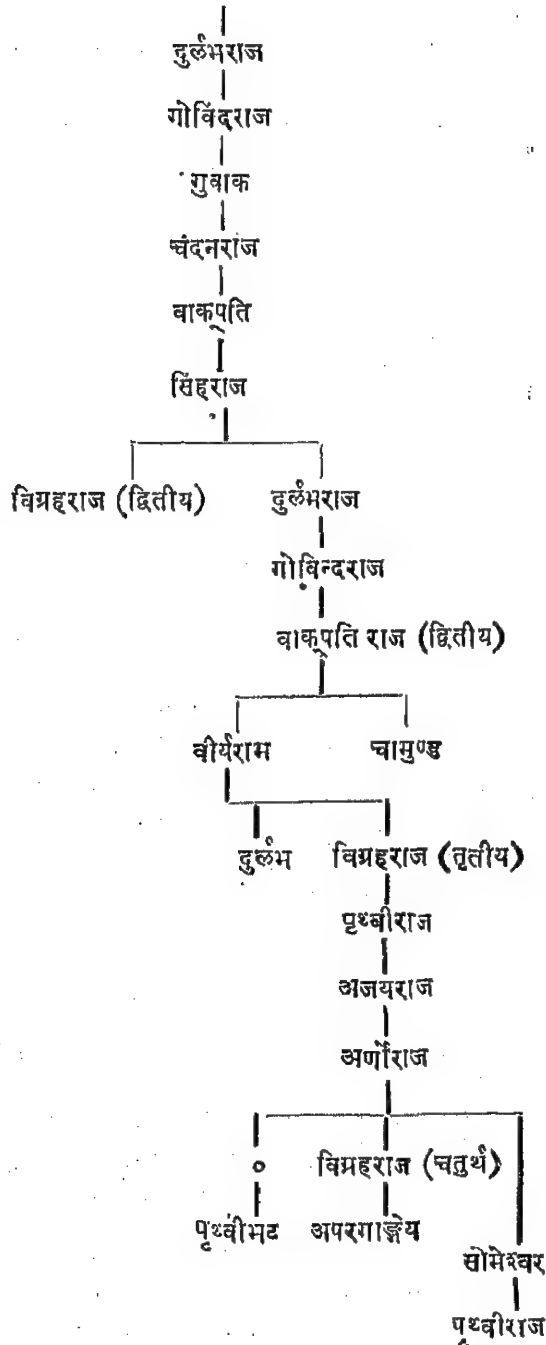 दुर्लभराज
गोविंदराज
गुवाक
चंदनराज
वाक्पति
सिंहराज
विग्रहराज (द्वितीय) दुर्लभराज
गोविन्दराज
वाक्पति राज (द्वितीय)
वीर्यराम चामुण्ड
दुर्लभ विग्रहराज (तृतीय)
पृथ्वीराज
अजयराज
अर्णोराज
० विग्रहराज (चतुर्थ)
पृथ्वीभट अपरगाङ्गेय
सोमेश्वर
पृथ्वीराज